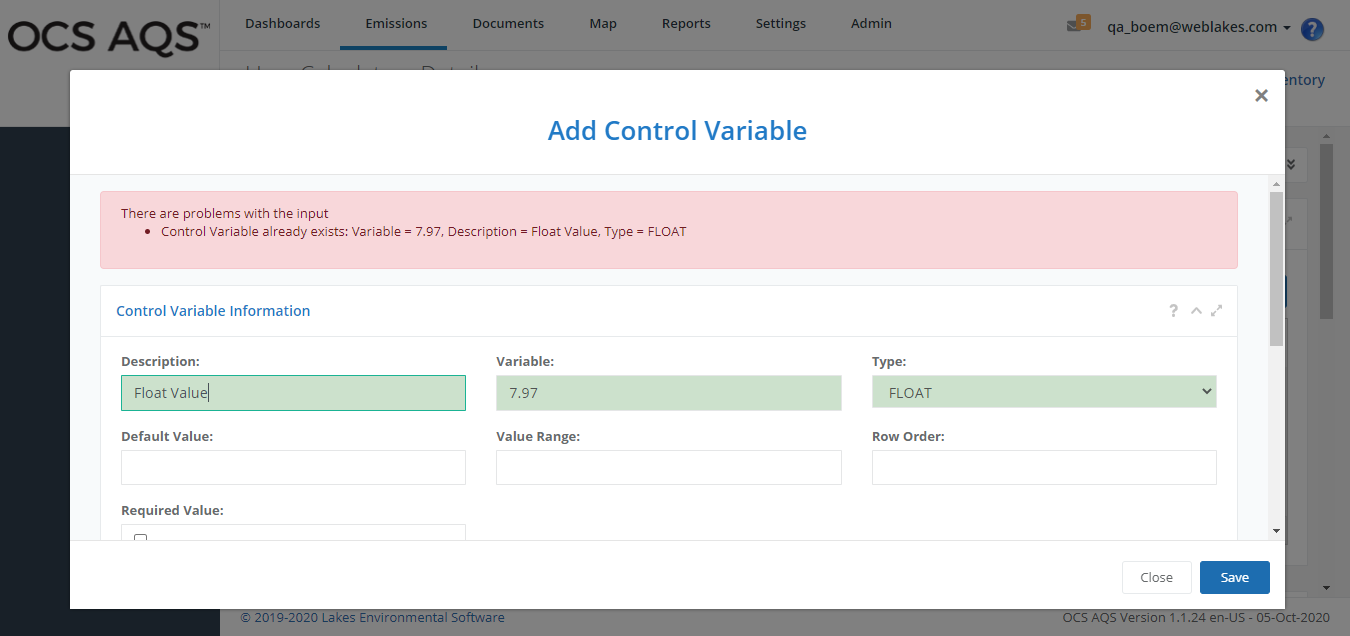 OCS AQS™
Dashboards Emissions Documents Map Reports Settings Admin
5
qa_boem@weblakes.com
?
entory
×
Add Control Variable
There are problems with the input
• Control Variable already exists: Variable = 7.97, Description = Float Value, Type = FLOAT
Control Variable Information
?
Description: Variable: Type:
Float Value 7.97 FLOAT
Default Value: Value Range: Row Order:
Required Value:
Close Save
© 2019-2020 Lakes Environmental Software OCS AQS Version 1.1.24 en-US - 05-Oct-2020